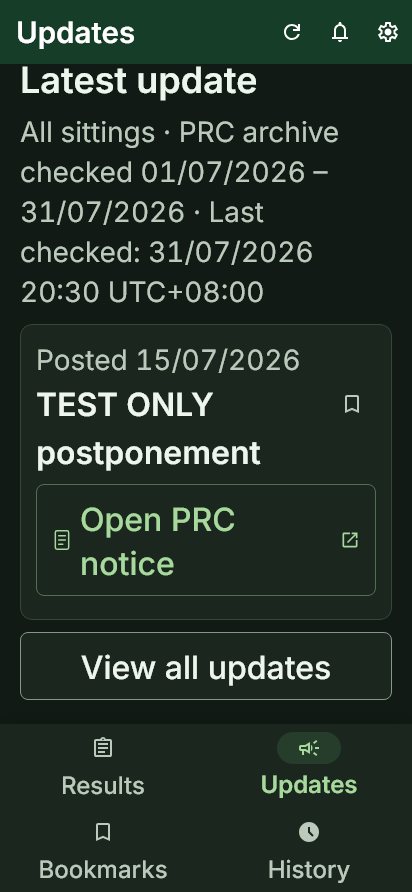 Updates
Latest update
All sittings · PRC archive
checked 01/07/2026 –
31/07/2026 · Last
checked: 31/07/2026
20:30 UTC+08:00
Posted 15/07/2026
TEST ONLY
postponement
Open PRC
notice
View all updates
Results
Updates
Bookmarks
History